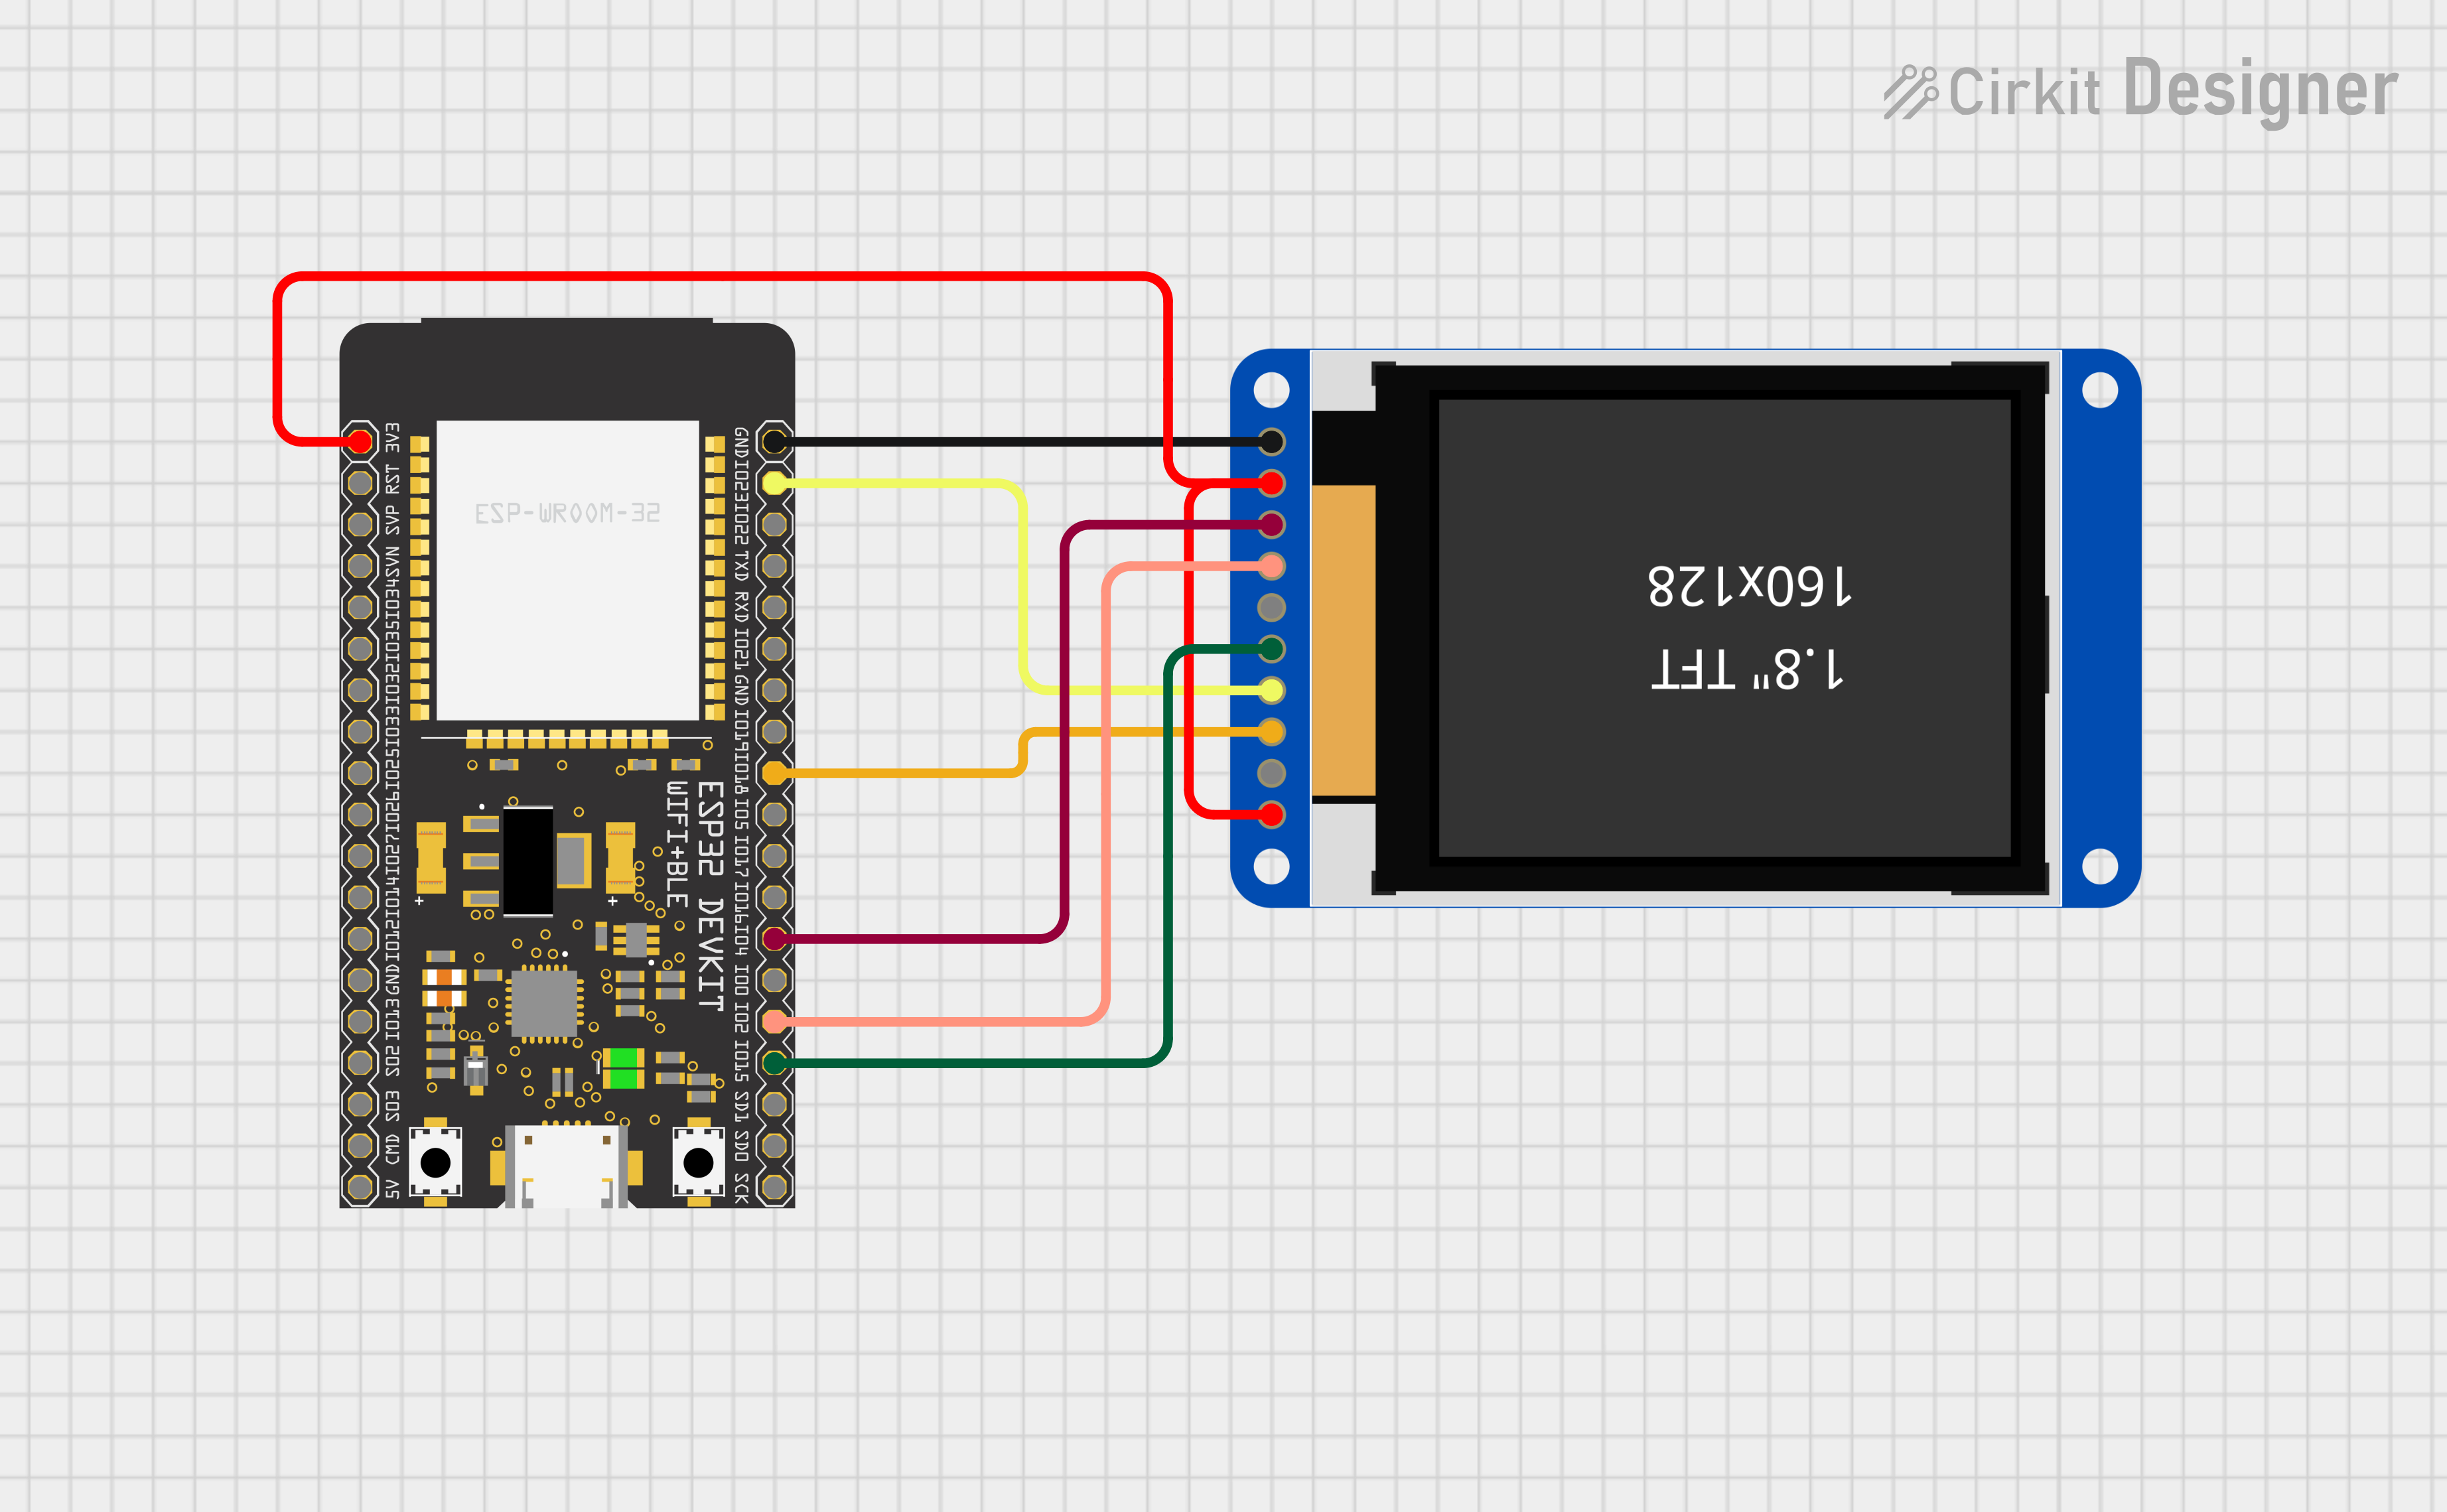 Cirkit Designer
ESP-WROOM-32
3V3
RST
SVP
SVN
IO34
IO35
IO32
IO33
IO25
IO26
IO27
IO14
IO12
GND
IO13
SD2
SD3
CMD
5V
GND
IO23
IO22
TXD
RXD
IO21
GND
IO19
IO18
IO5
IO17
IO16
IO4
IO0
IO2
IO15
SD1
SD0
SCK
ESP32 DEVKIT
WIFI+BLE
1.8" TFT
160x128